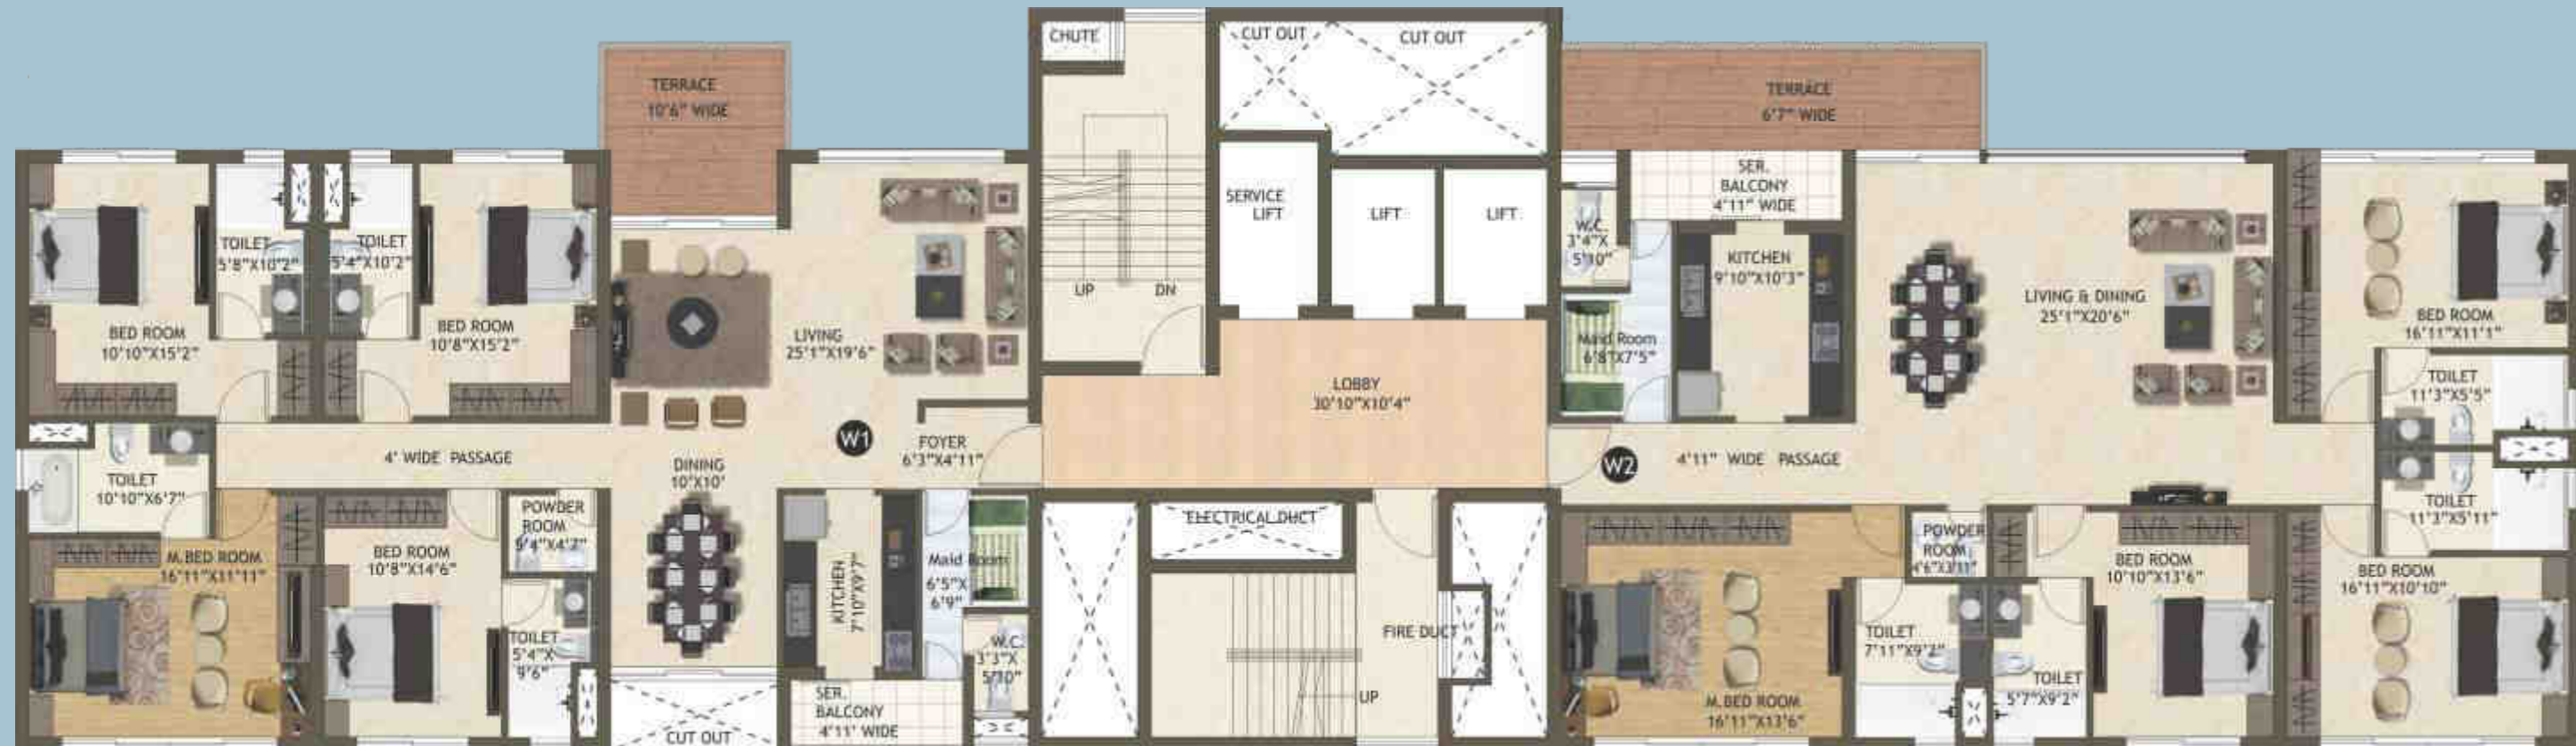 CHUTE
CUT OUT
CUT OUT
TERRACE
10'6" WIDE
TERRACE
6'7" WIDE
SER.
BALCONY
4'11" WIDE
SERVICE
LIFT
LIFT
LIFT
W.C.
3'4"X
5'10"
TOILET
5'8"X10'2"
TOILET
5'4"X10'2"
KITCHEN
9'10"X10'3"
UP
DN
LIVING & DINING
25'1"X20'6"
BED ROOM
16'11"X11'1"
BED ROOM
10'10"X15'2"
BED ROOM
10'8"X15'2"
LIVING
25'1"X19'6"
Maid Room
6'8"X7'5"
LOBBY
30'10"X10'4"
TOILET
11'3"X5'5"
W1
FOYER
6'3"X4'11"
4' WIDE PASSAGE
DINING
10'X10'
W2
4'11" WIDE PASSAGE
TOILET
10'10"X6'7"
TOILET
11'3"X5'11"
POWDER
ROOM
5'4"X4'7"
ELECTRICAL DUCT
POWDER
ROOM
4'6"X3'11"
M.BED ROOM
16'11"X11'11"
BED ROOM
10'8"X14'6"
KITCHEN
7'10"X9'7"
Maid Room
6'5"X
6'9"
BED ROOM
10'10"X13'6"
BED ROOM
16'11"X10'10"
TOILET
5'4"X
9'6"
W.C.
3'3"X
5'10"
FIRE DUCT
TOILET
7'11"X9'2"
TOILET
5'7"X9'2"
UP
M.BED ROOM
16'11"X13'6"
SER.
BALCONY
4'11' WIDE
CUT OUT